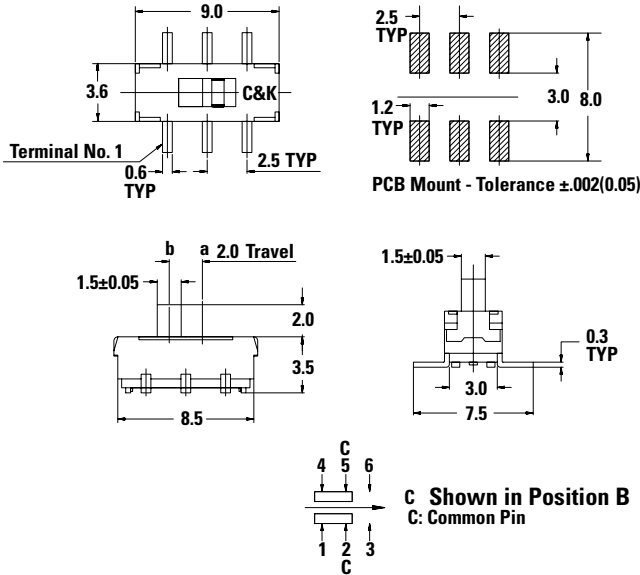 9.0
3.6
C&K
Terminal No. 1
0.6
TYP
2.5 TYP
2.5
TYP
1.2
TYP
3.0
8.0
PCB Mount - Tolerance ±.002(0.05)
b
a
2.0 Travel
1.5±0.05
2.0
3.5
8.5
1.5±0.05
0.3
TYP
3.0
7.5
C
4 5 6
1 2 3
C
C Shown in Position B
C: Common Pin